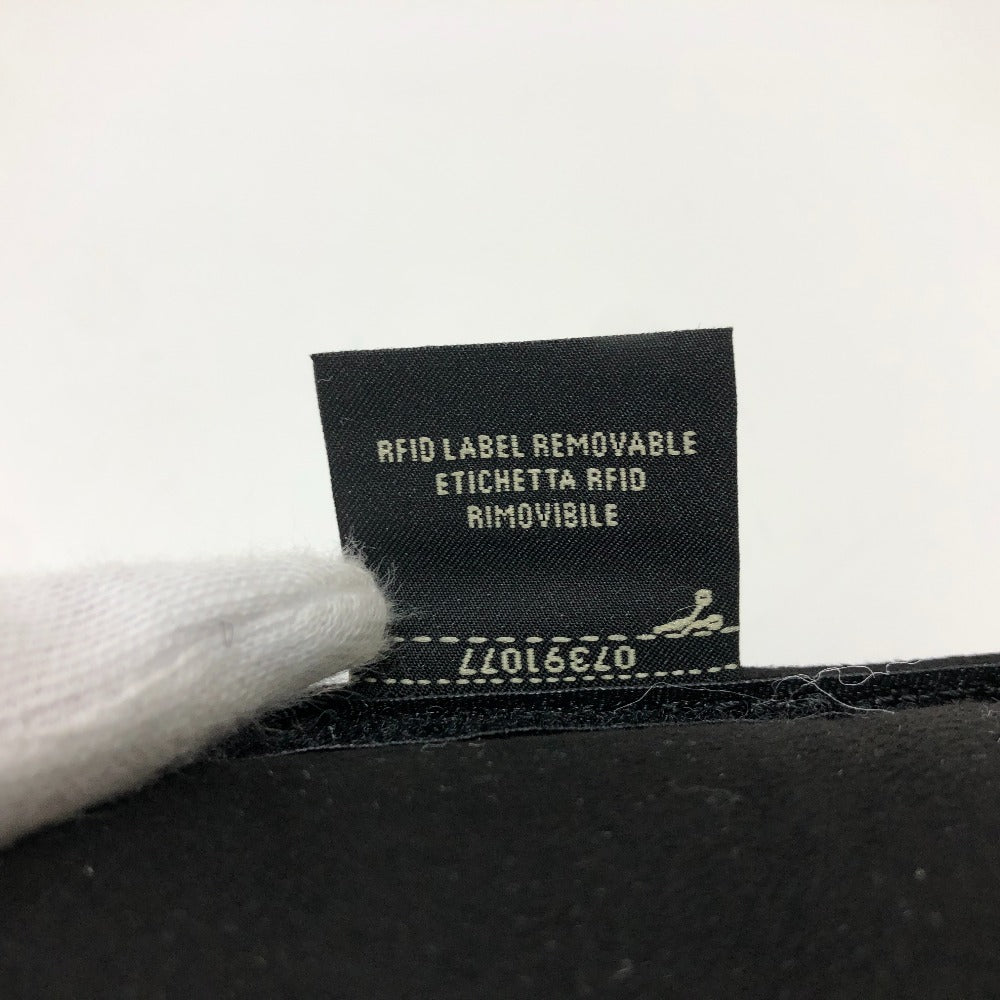 RFID LABEL REMOVABLE
ETICHETTA RFID
RIMOVIBILE
07391077